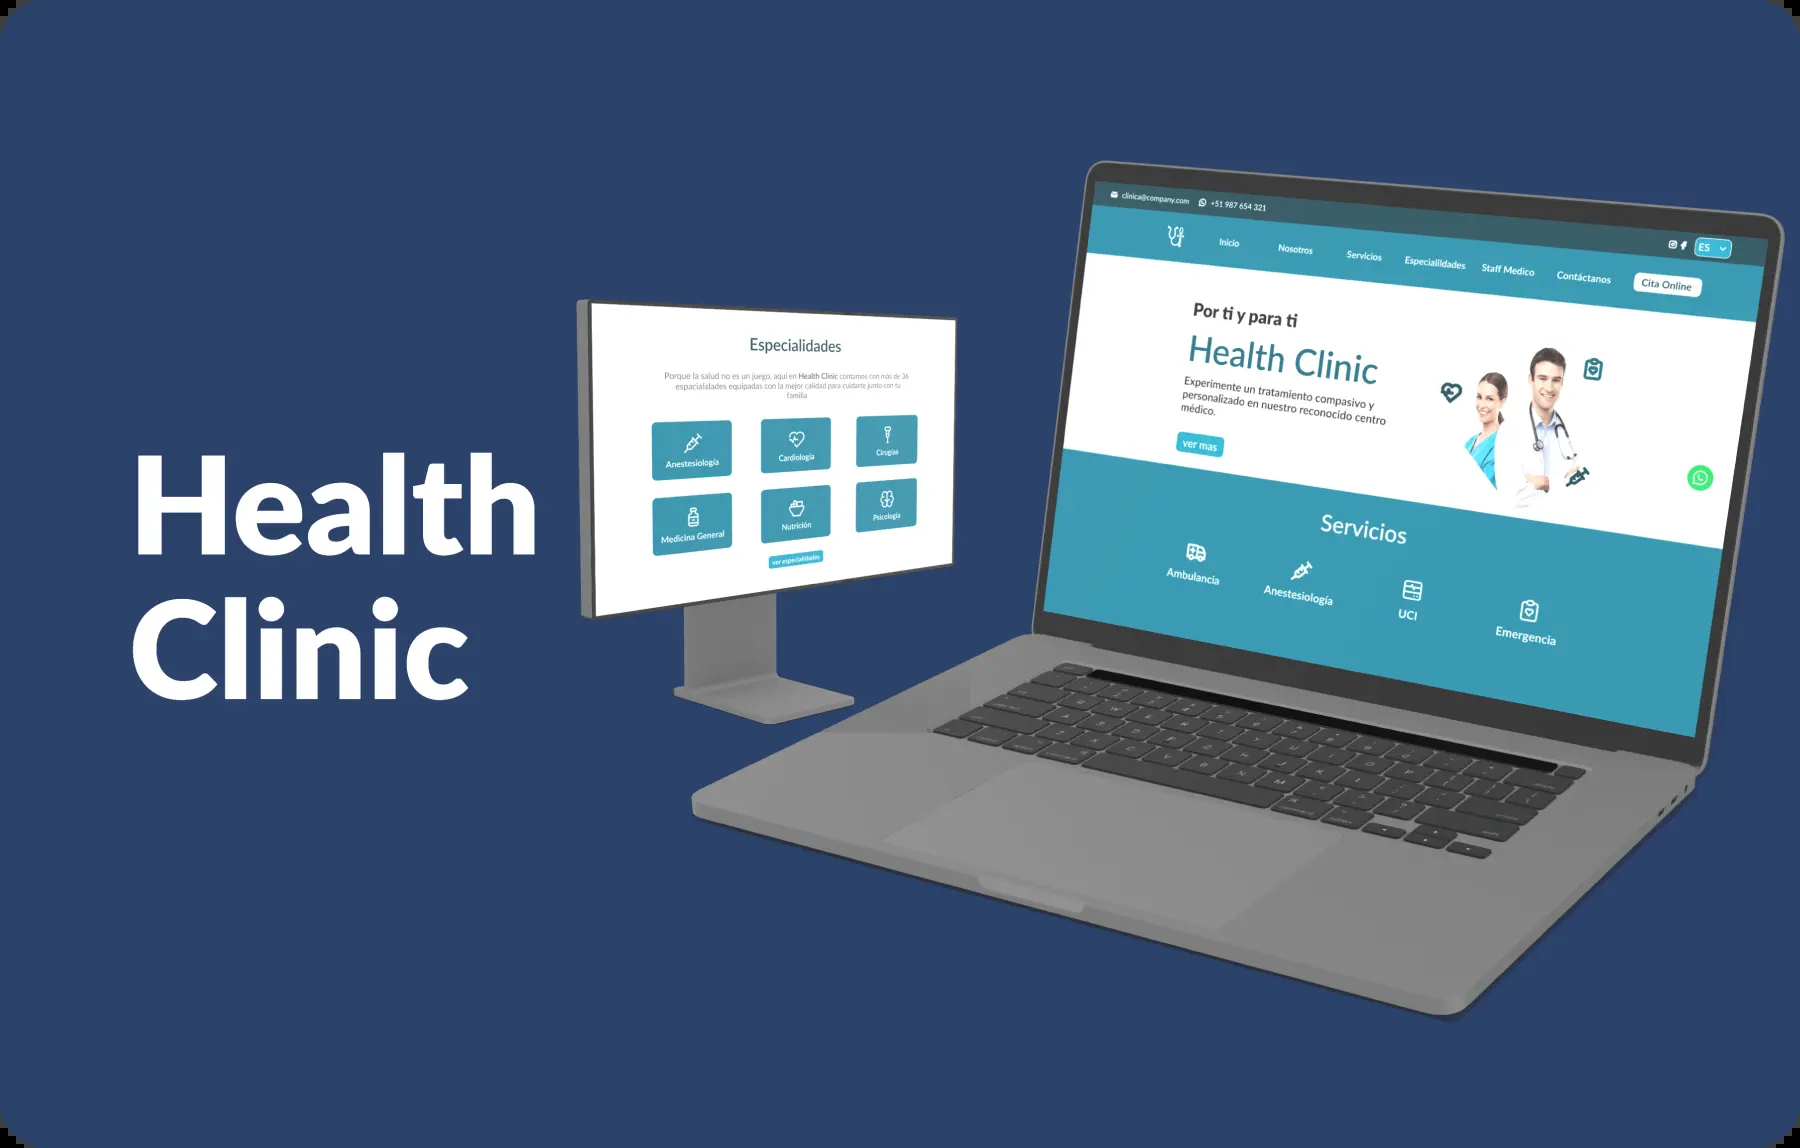 Health
Clinic
Especialidades
Porque la salud no es un juego, aquí en Health Clinic contamos con más de 36
espacialidades equipadas con la mejor calidad para cuidarte junto con tu
familia
Anestesiología
Cardiología
Cirugías
Medicina General
Nutrición
Psicología
ver especialidades
clinica@company.com +51 987 654 321
ES
Inicio Nosotros Servicios Especialildades Staff Medico Contáctanos Cita Online
Por ti y para ti
Health Clinic
Experimente un tratamiento compasivo y
personalizado en nuestro reconocido centro
médico.
ver mas
Servicios
Ambulancia
Anestesiología
UCI
Emergencia